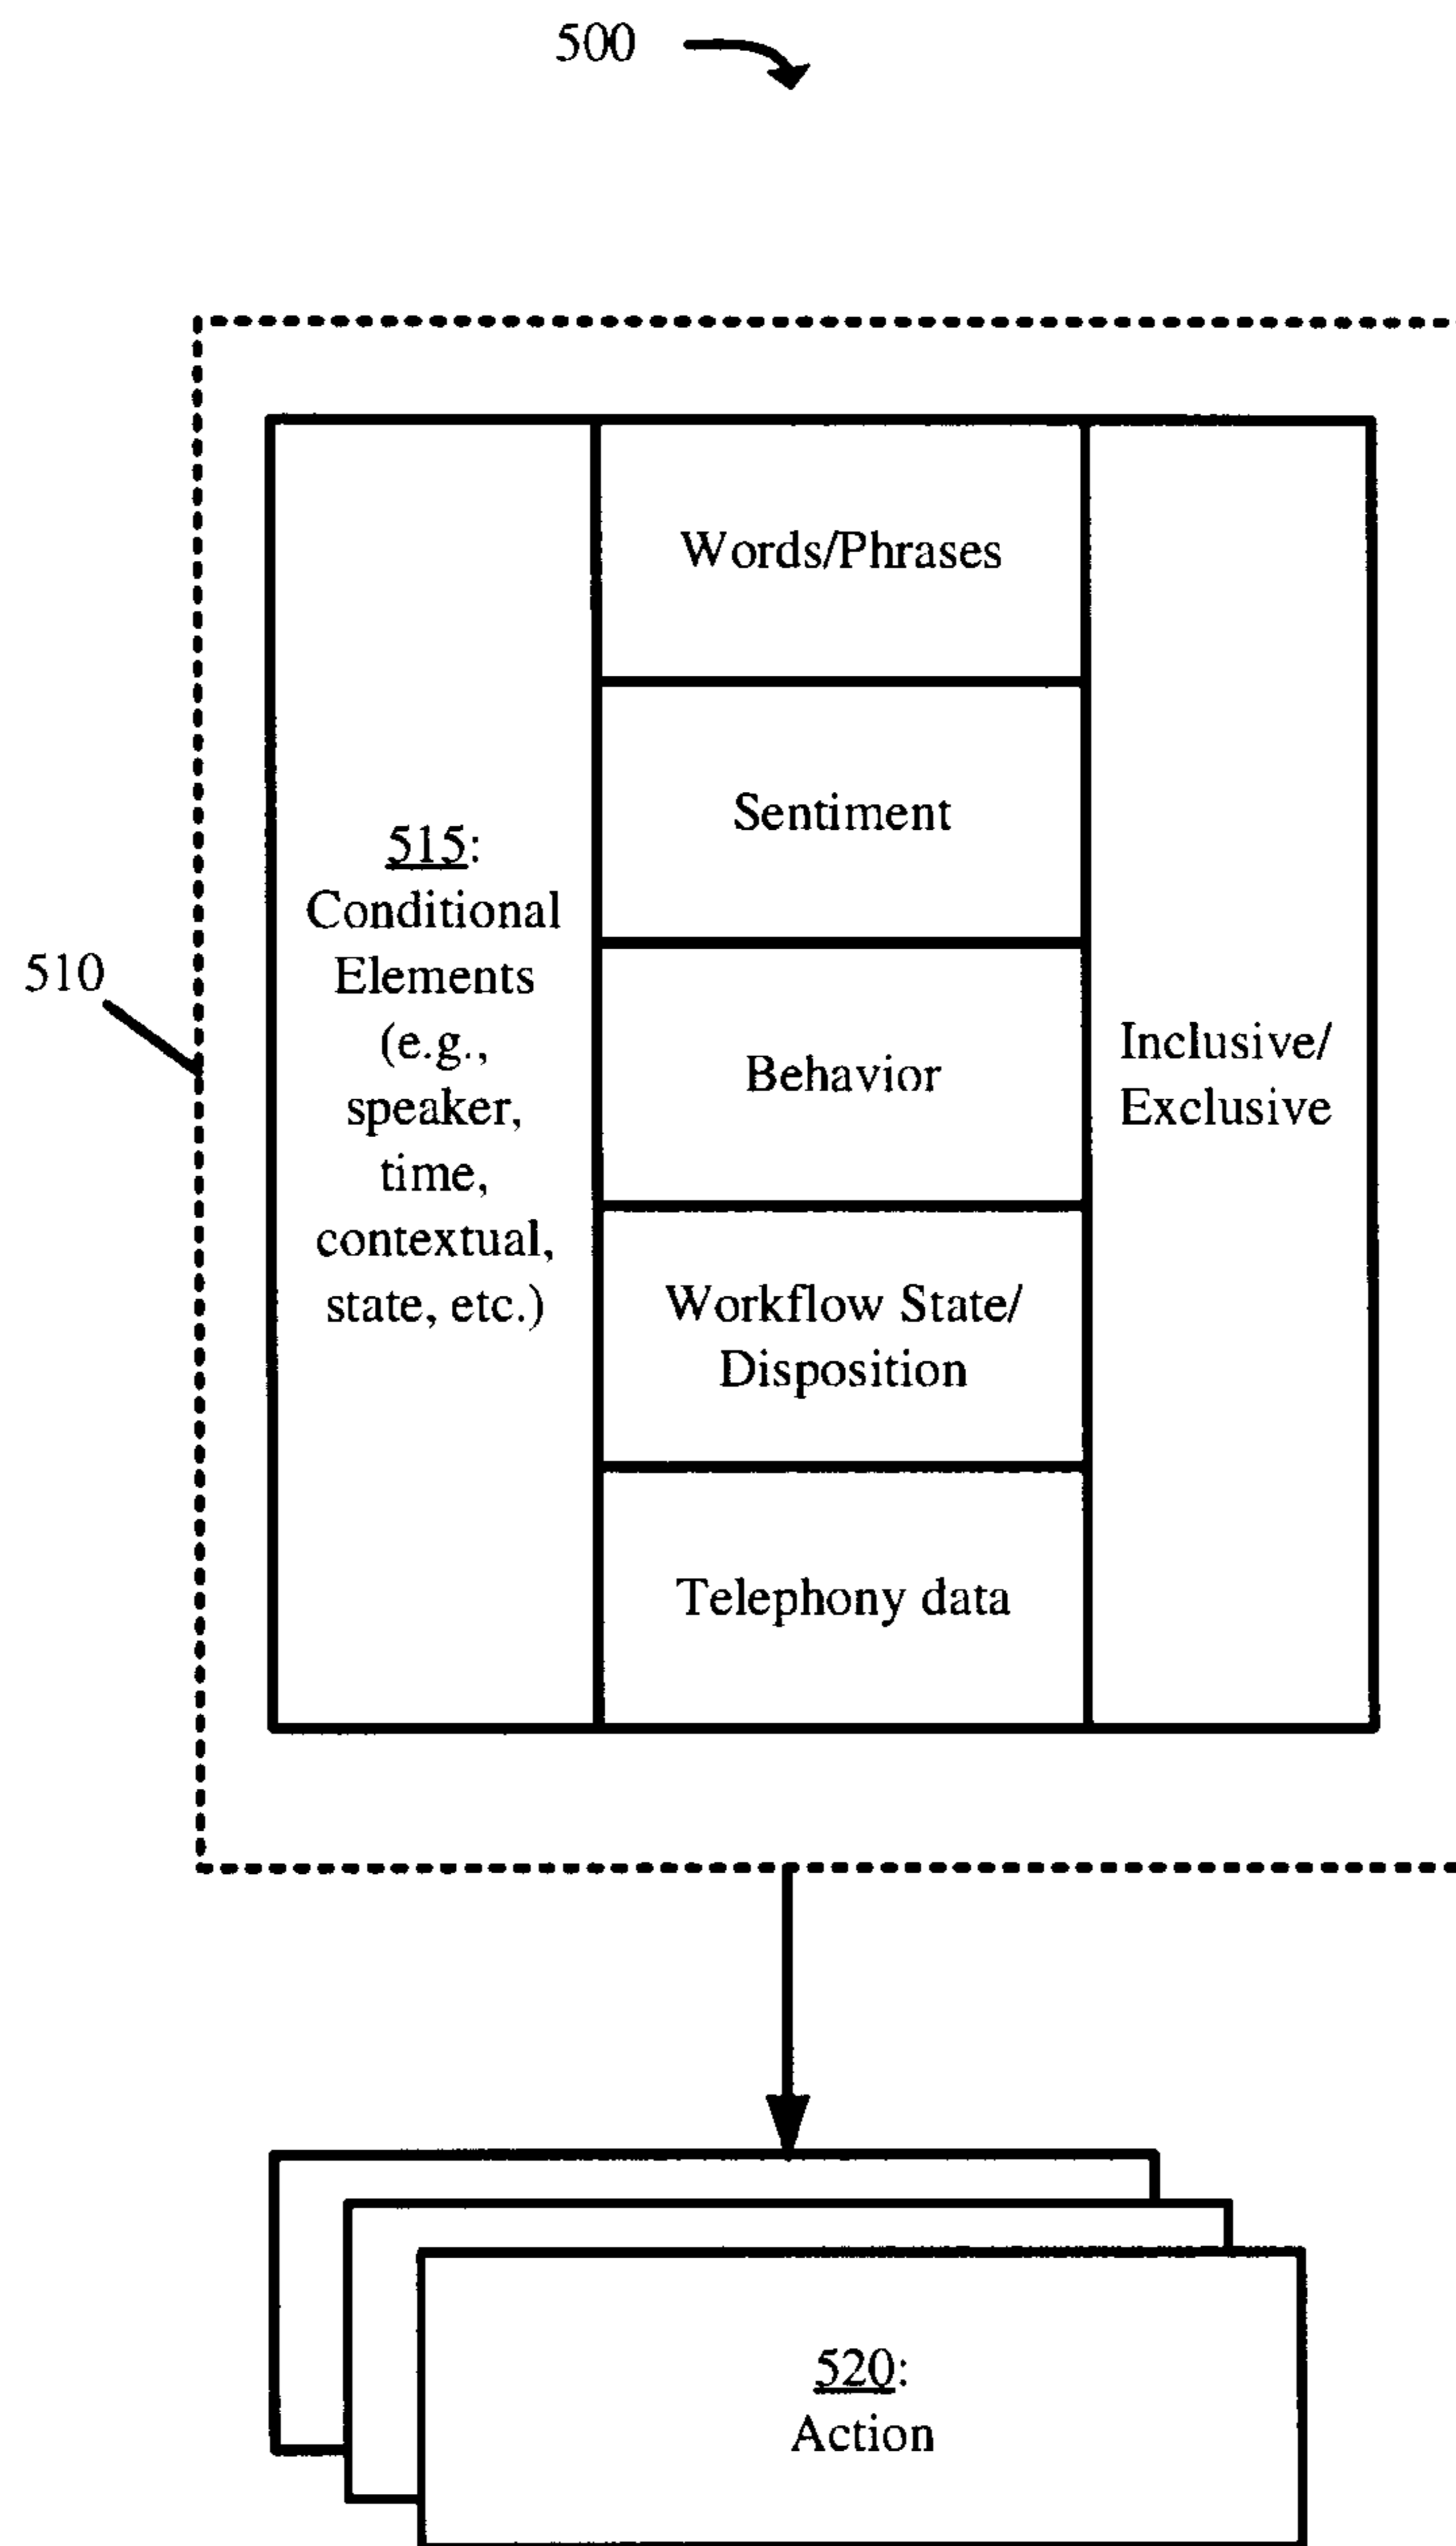 500
510
515:
Conditional
Elements
(e.g.,
speaker,
time,
contextual,
state, etc.)
Words/Phrases
Sentiment
Behavior
Workflow State/
Disposition
Telephony data
Inclusive/
Exclusive
520:
Action